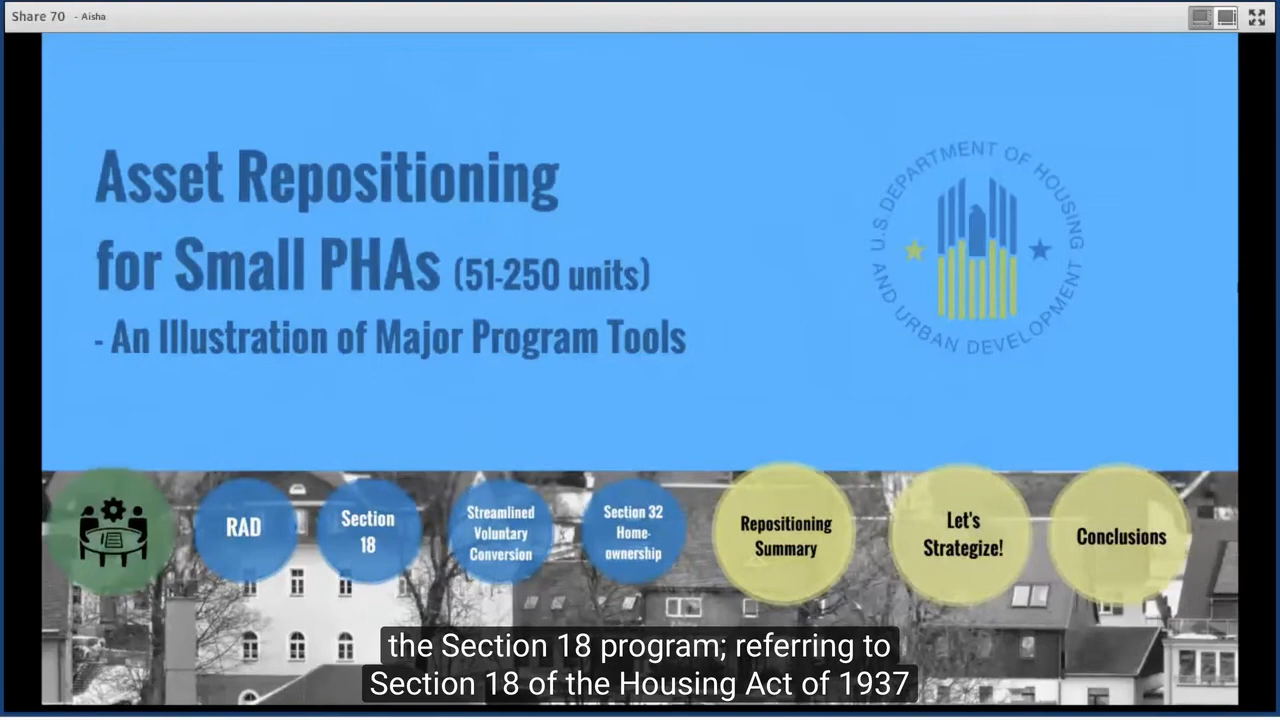 Share 70 - Aisha
Asset Repositioning
for Small PHAs (51-250 units)
- An Illustration of Major Program Tools
U.S. DEPARTMENT OF HOUSING
AND URBAN DEVELOPMENT
RAD
Section
18
Streamlined
Voluntary
Conversion
Section 32
Home-
ownership
Repositioning
Summary
Let's
Strategize!
Conclusions
the Section 18 program; referring to
Section 18 of the Housing Act of 1937